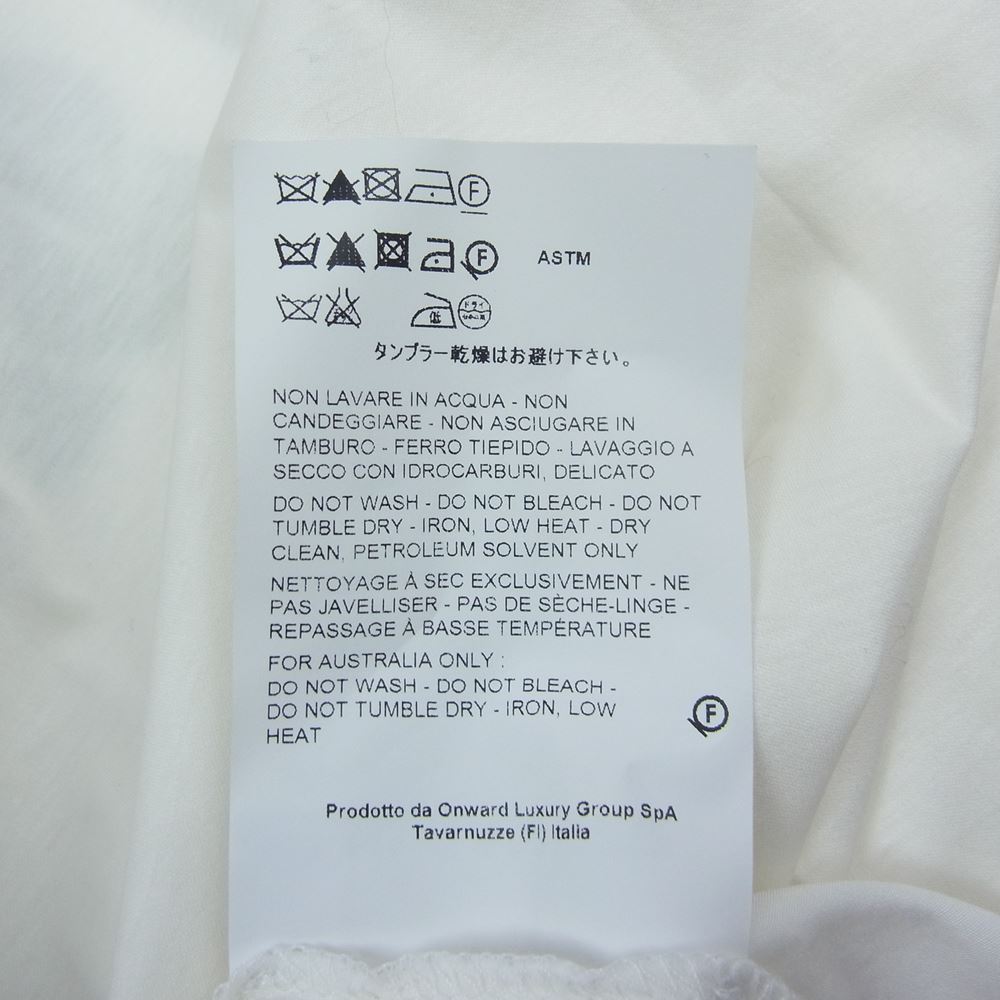 F
F ASTM
低 ドライ
タンブラー乾燥はお避け下さい。
NON LAVARE IN ACQUA - NON
CANDEGGIARE - NON ASCIUGARE IN
TAMBURO - FERRO TIEPIDO - LAVAGGIO A
SECCO CON IDROCARBURI, DELICATO
DO NOT WASH - DO NOT BLEACH - DO NOT
TUMBLE DRY - IRON, LOW HEAT - DRY
CLEAN, PETROLEUM SOLVENT ONLY
NETTOYAGE À SEC EXCLUSIVEMENT - NE
PAS JAVELLISER - PAS DE SÈCHE-LINGE -
REPASSAGE À BASSE TEMPÉRATURE
FOR AUSTRALIA ONLY :
DO NOT WASH - DO NOT BLEACH -
DO NOT TUMBLE DRY - IRON, LOW
HEAT
F
Prodotto da Onward Luxury Group SpA
Tavarnuzze (FI) Italia